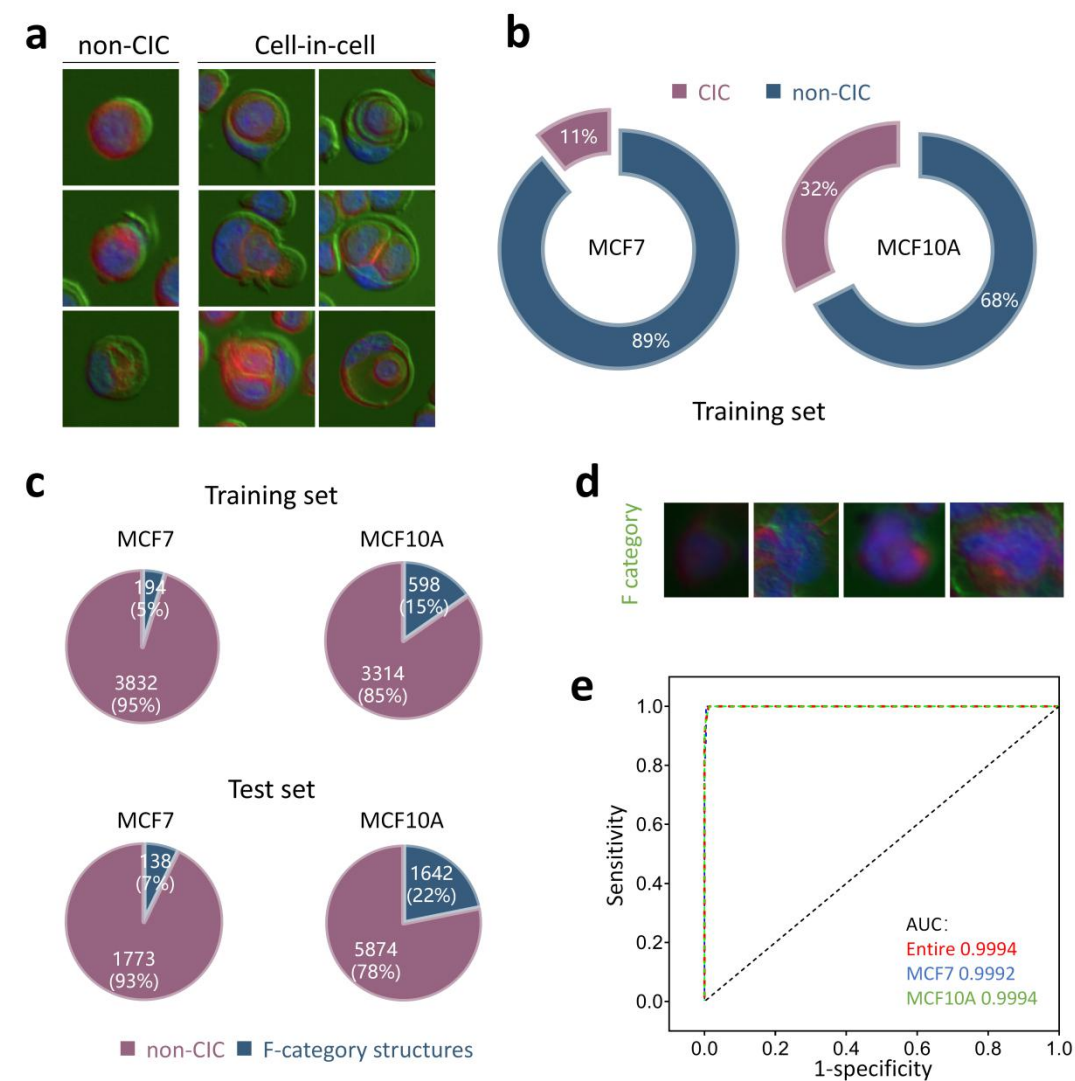 a
non-CIC
Cell-in-cell
b
CIC
non-CIC
11%
MCF7
89%
32%
MCF10A
68%
Training set
c
Training set
MCF7
194
(5%)
3832
(95%)
MCF10A
598
(15%)
3314
(85%)
Test set
MCF7
138
(7%)
1773
(93%)
MCF10A
1642
(22%)
5874
(78%)
non-CIC
F-category structures
d
F category
e
Sensitivity
1.0
0.8
0.6
0.4
0.2
0.0
AUC:
Entire 0.9994
MCF7 0.9992
MCF10A 0.9994
0.0 0.2 0.4 0.6 0.8 1.0
1-specificity